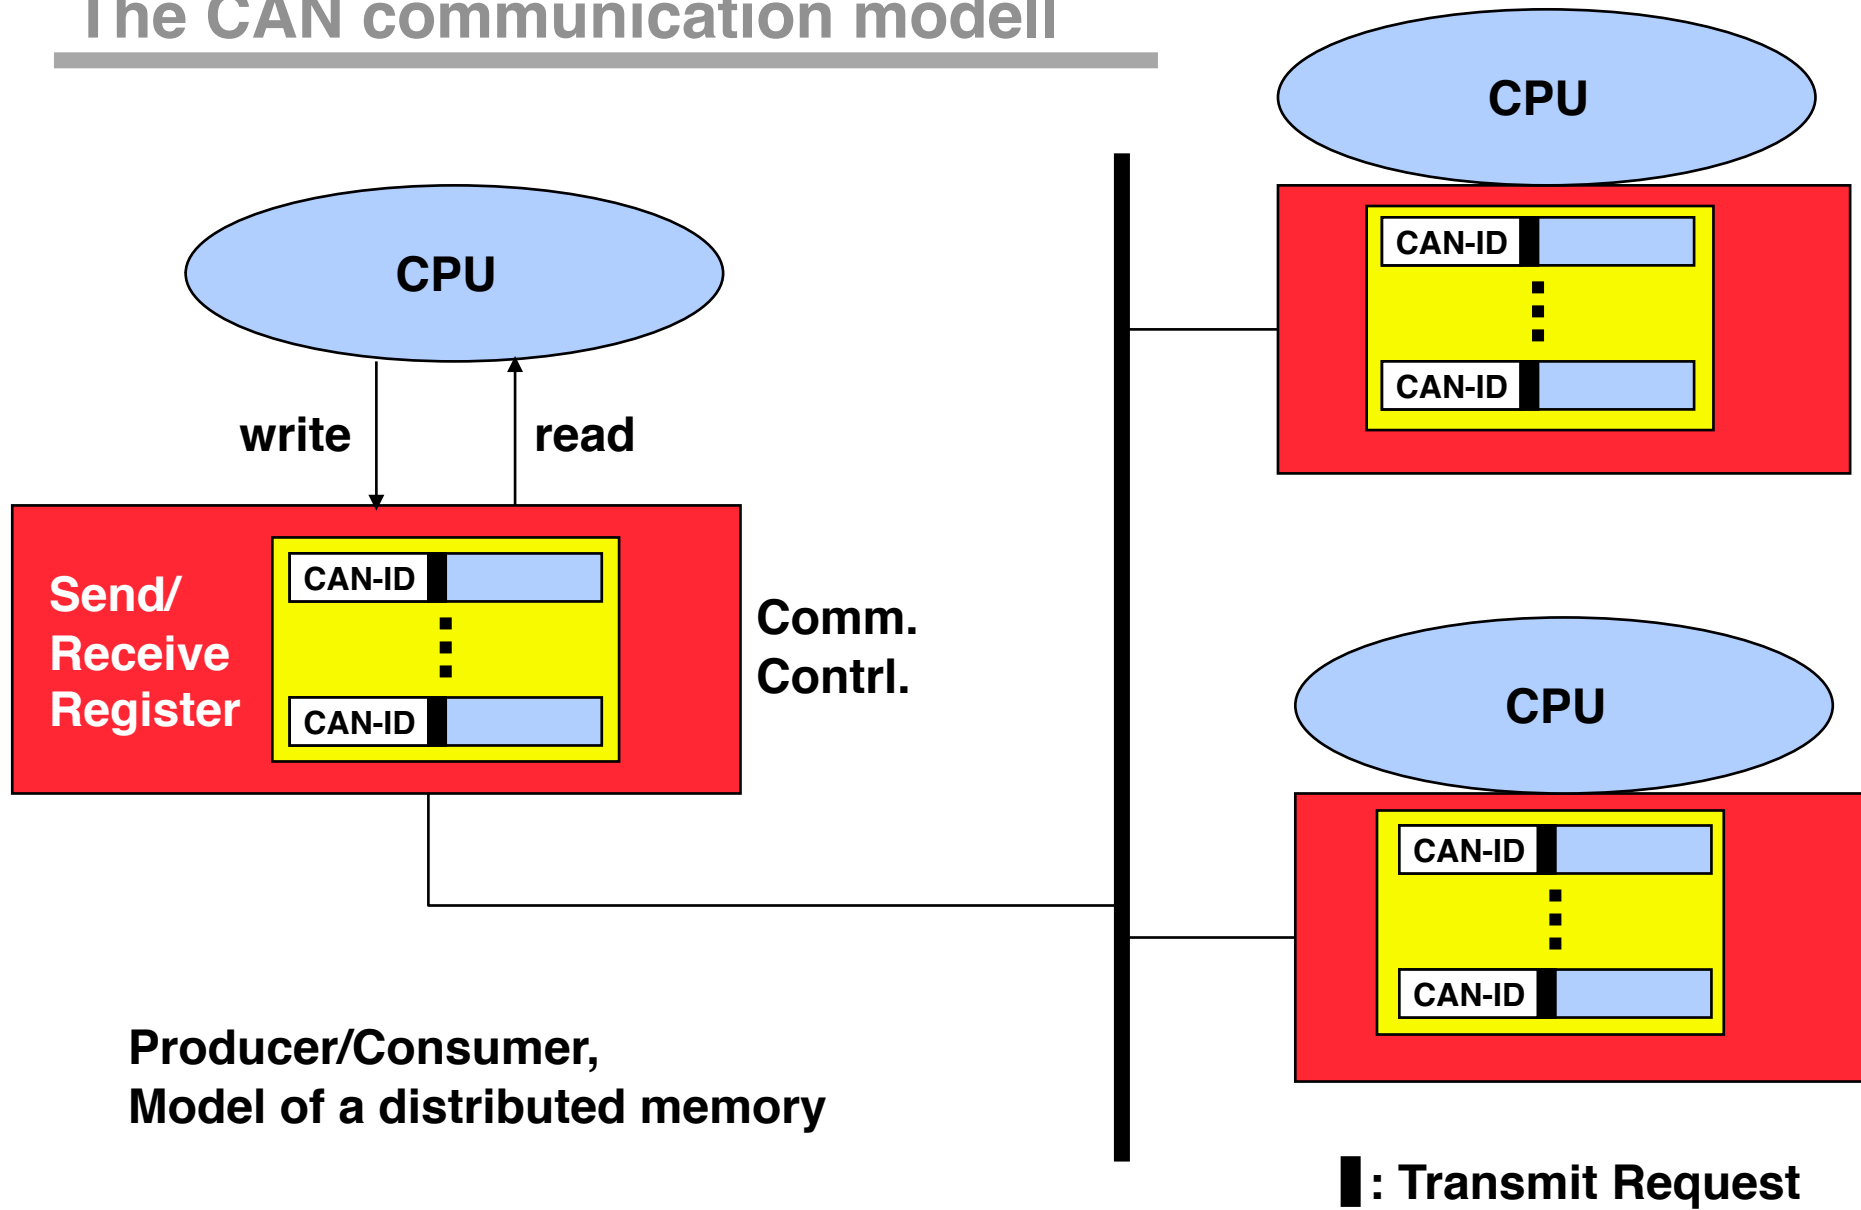 The CAN communication modell
CPU
CAN-ID
CAN-ID
CPU
write
read
Send/
Receive
Register
CAN-ID
CAN-ID
Comm.
Contrl.
CPU
CAN-ID
CAN-ID
Producer/Consumer,
Model of a distributed memory
: Transmit Request